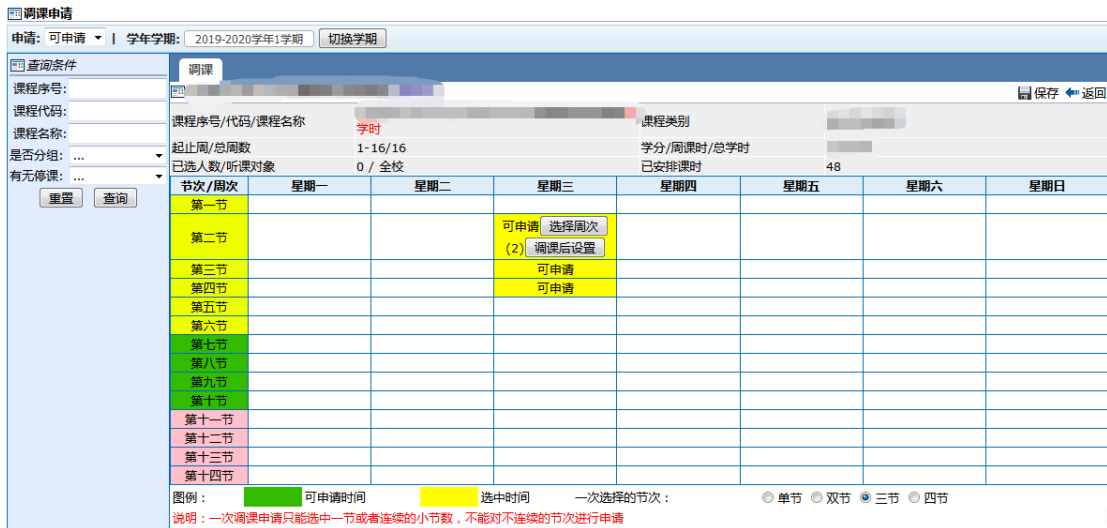 调课申请
申请: 可申请 | 学年学期: 2019-2020学年1学期 切换学期
查询条件
课程序号:
课程代码:
课程名称:
是否分组: ...
有无停课: ...
重置 查询
调课
保存 返回
课程序号/代码/课程名称 学时 课程类别
起止周/总周数 1-16/16 学分/周课时/总学时
已选人数/听课对象 0 / 全校 已安排课时 48
节次/周次 星期一 星期二 星期三 星期四 星期五 星期六 星期日
第一节
第二节 可申请 选择周次
(2) 调课后设置
第三节 可申请
第四节 可申请
第五节
第六节
第七节
第八节
第九节
第十节
第十一节
第十二节
第十三节
第十四节
图例： 可申请时间 选中时间 一次选择的节次： 单节 双节 三节 四节
说明：一次调课申请只能选中一节或者连续的小节数，不能对不连续的节次进行申请